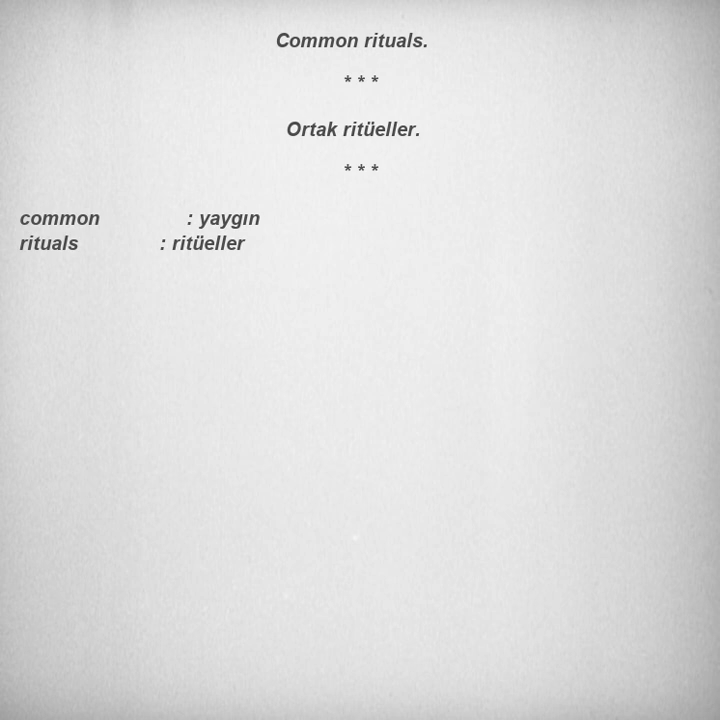 Common rituals.
* * *
Ortak ritüeller.
* * *
common : yaygın
rituals : ritüeller